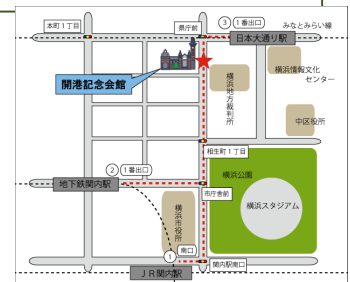 本町1丁目
県庁前
③
1番出口
みなとみらい線
日本大通り駅
開港記念会館
横浜地方裁判所
横浜情報文化
センター
中区役所
相生町1丁目
②
1番出口
横浜公園
地下鉄関内駅
市庁舎前
横浜スタジアム
横浜市役所
①
南口
関内駅南口
JR関内駅